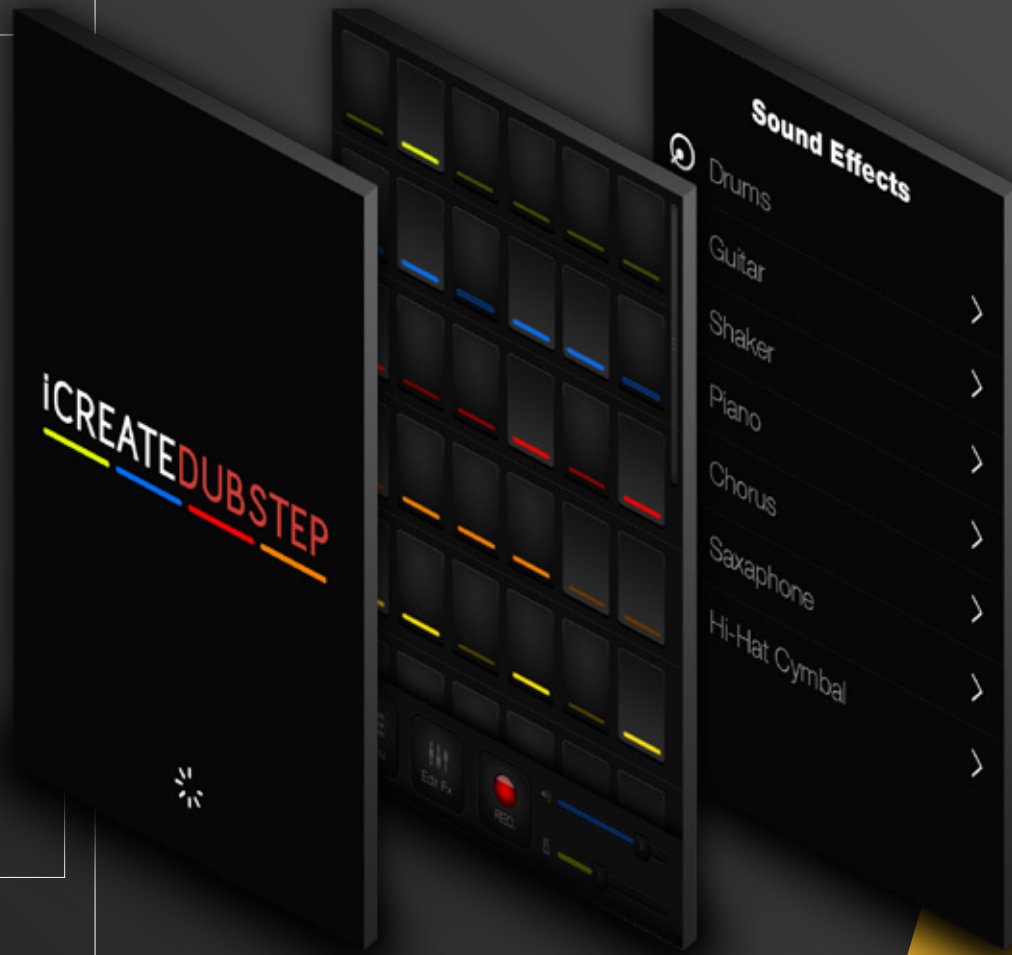 iCREATEDUBSTEP
Edit Fx
REC.
Sound Effects
Drums
Guitar
Shaker
Piano
Chorus
Saxaphone
Hi-Hat Cymbal